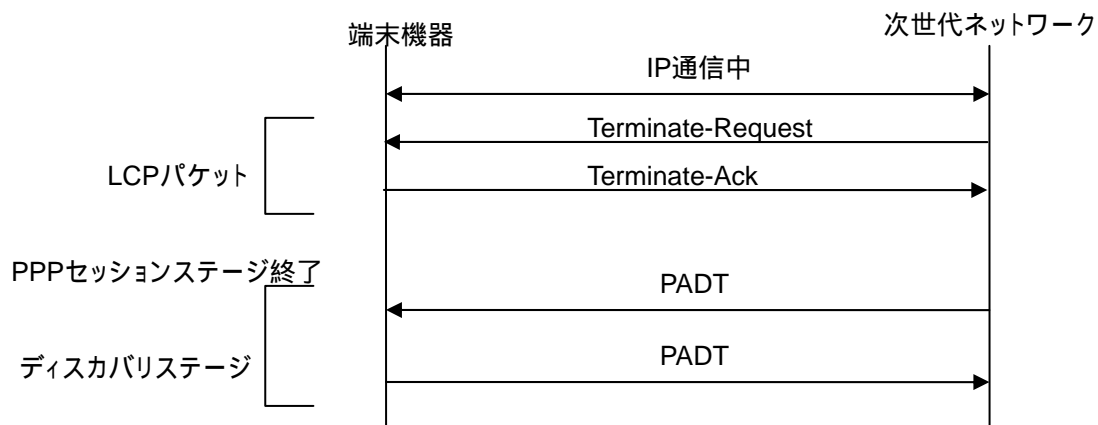 端末機器
次世代ネットワーク
IP通信中
Terminate-Request
LCPパケット
Terminate-Ack
PPPセッションステージ終了
PADT
ディスカバリステージ
PADT